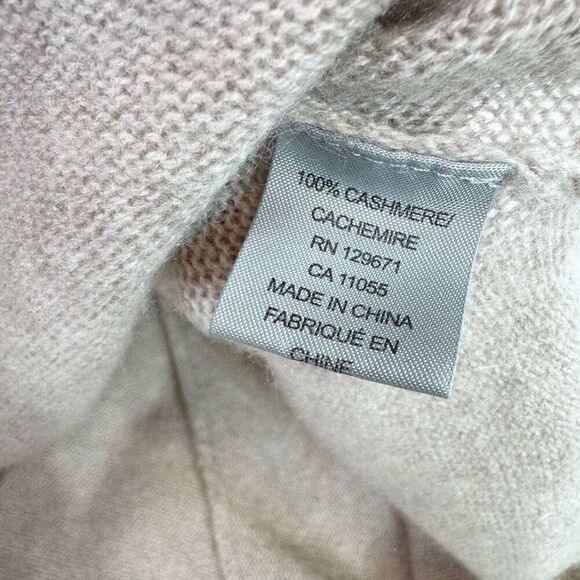 100% CASHMERE/
CACHEMIRE
RN 129671
CA 11055
MADE IN CHINA
FABRIQUÉ EN
CHINE